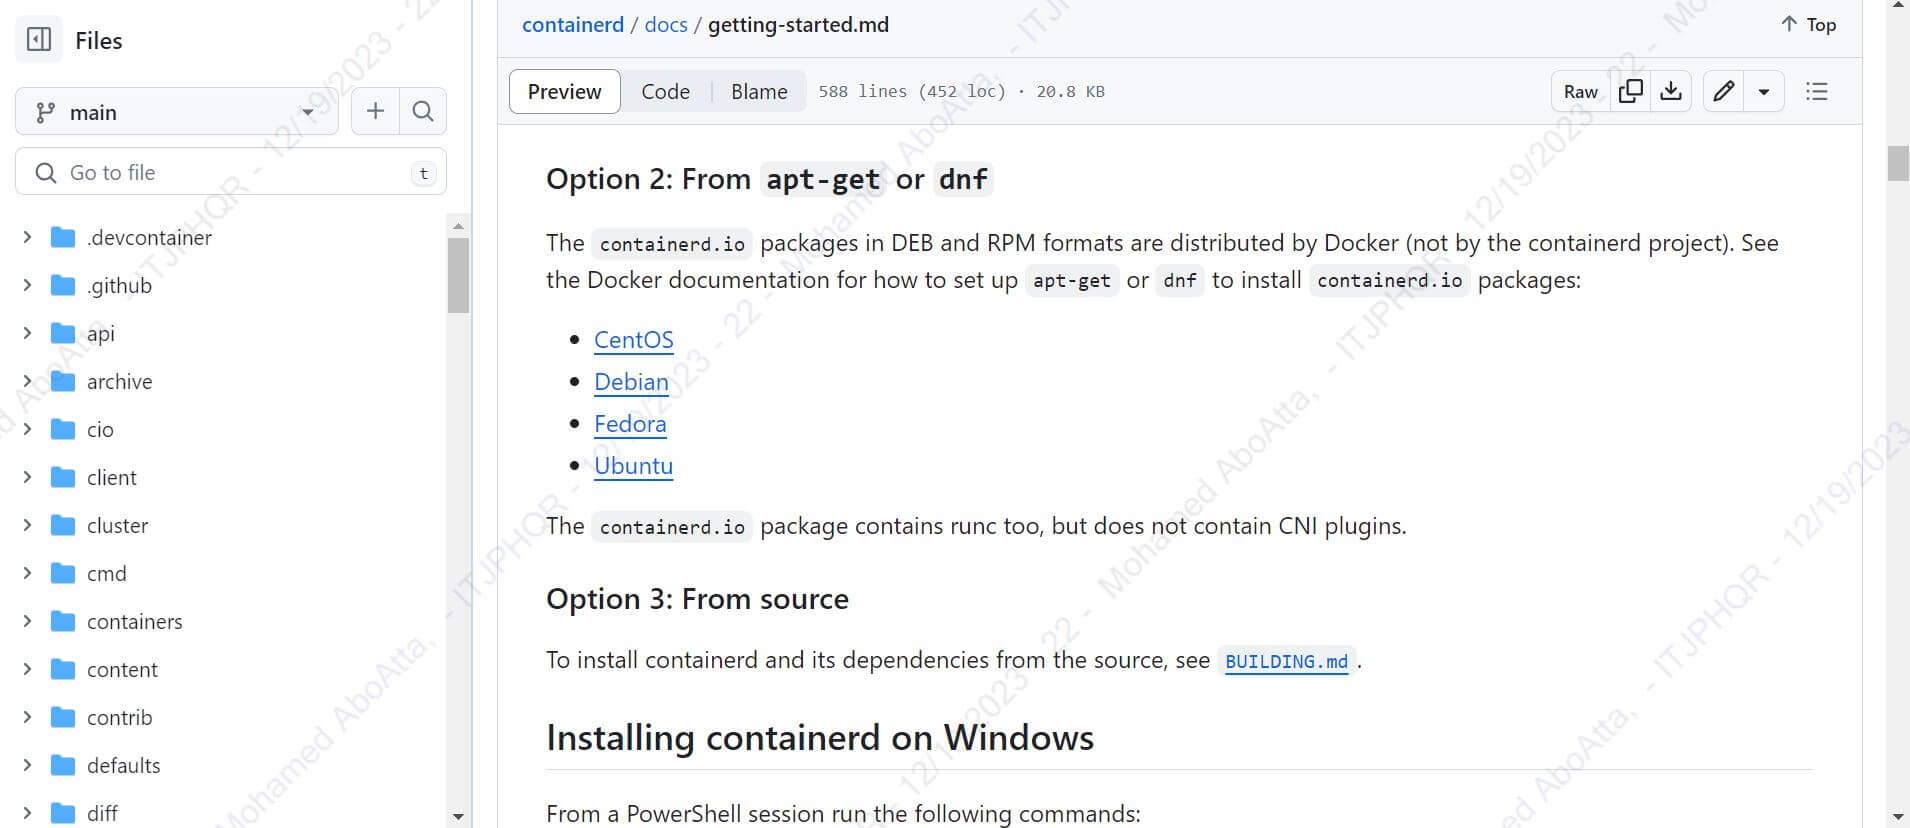 Files
main
Go to file
t
.devcontainer
.github
api
archive
cio
client
cluster
cmd
containers
content
contrib
defaults
diff
containerd / docs / getting-started.md
Top
Preview
Code
Blame
588 lines (452 loc) · 20.8 KB
Raw
Option 2: From apt-get or dnf
The containerd.io packages in DEB and RPM formats are distributed by Docker (not by the containerd project). See
the Docker documentation for how to set up apt-get or dnf to install containerd.io packages:
CentOS
Debian
Fedora
Ubuntu
The containerd.io package contains runc too, but does not contain CNI plugins.
Option 3: From source
To install containerd and its dependencies from the source, see BUILDING.md.
Installing containerd on Windows
From a PowerShell session run the following commands:
Mohamed AboAtta, - ITJPHQR - 12/19/2023 - 22